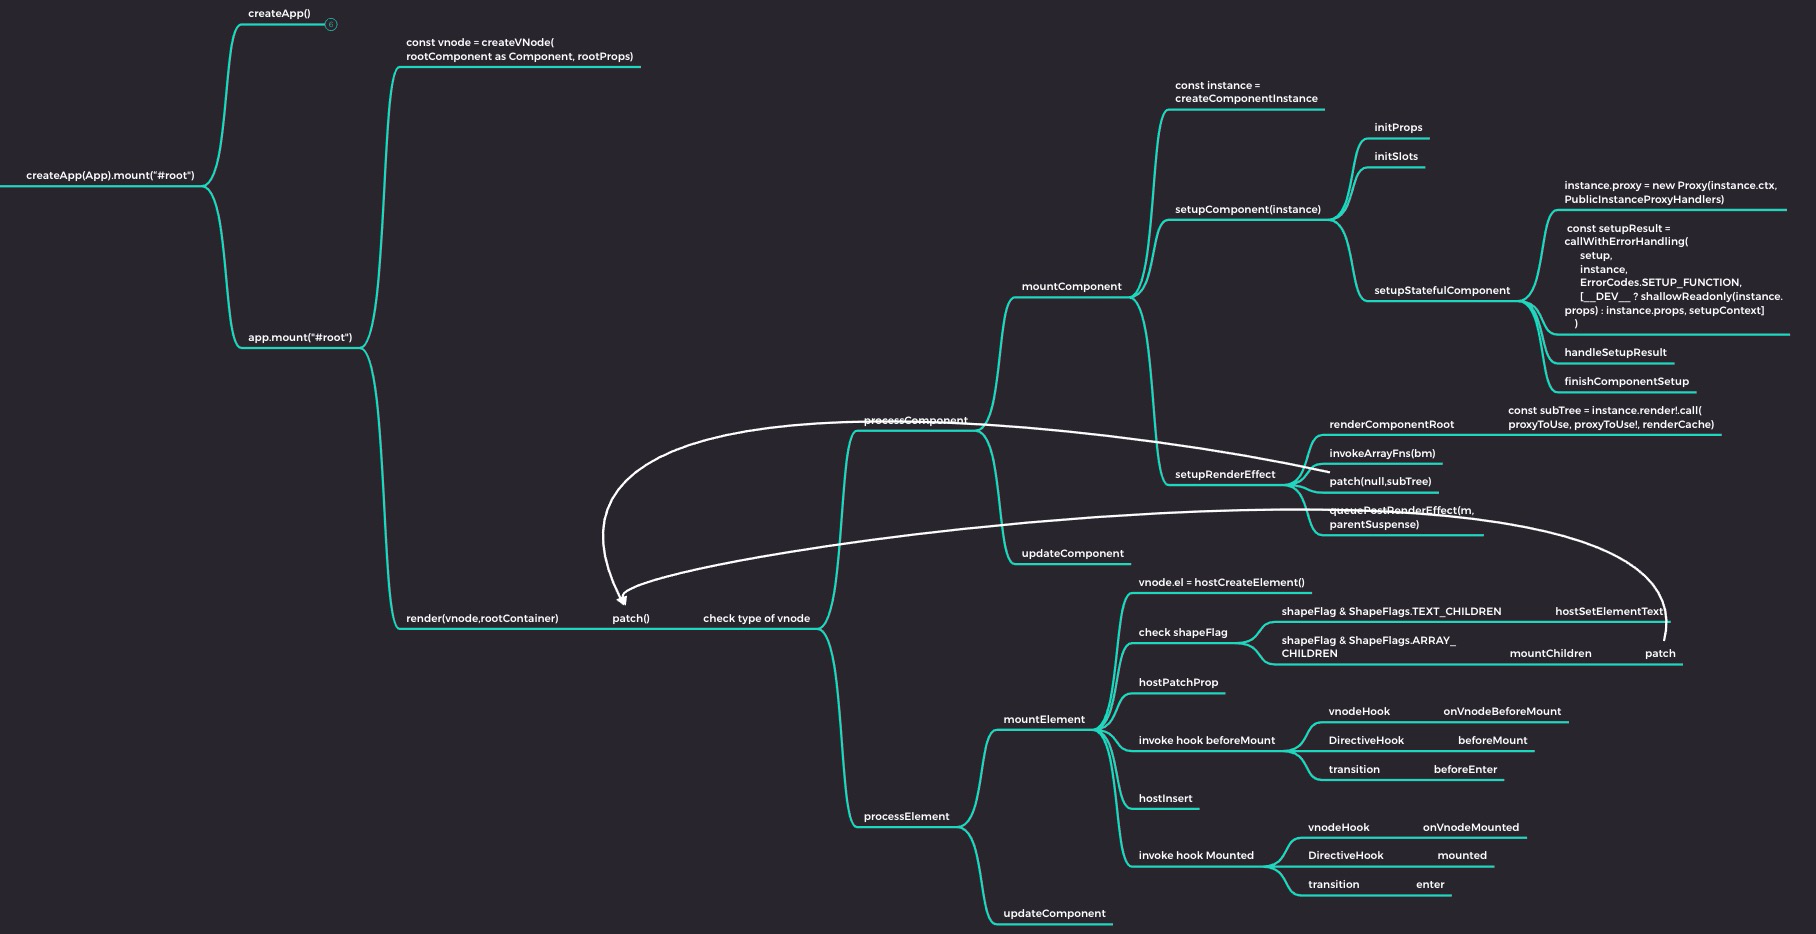 createApp()
6
const vnode = createVNode(
rootComponent as Component, rootProps)
const instance =
createComponentInstance
initProps
initSlots
createApp(App).mount("#root")
instance.proxy = new Proxy(instance.ctx,
PublicInstanceProxyHandlers)
setupComponent(instance)
const setupResult =
callWithErrorHandling(
setup,
instance,
ErrorCodes.SETUP_FUNCTION,
[__DEV__ ? shallowReadonly(instance.
props) : instance.props, setupContext]
)
mountComponent
setupStatefulComponent
app.mount("#root")
handleSetupResult
finishComponentSetup
processComponent
renderComponentRoot
const subTree = instance.render!.call(
proxyToUse, proxyToUse!, renderCache)
invokeArrayFns(bm)
setupRenderEffect
patch(null,subTree)
queuePostRenderEffect(m,
parentSuspense)
updateComponent
vnode.el = hostCreateElement()
render(vnode,rootContainer)
patch()
check type of vnode
check shapeFlag
shapeFlag & ShapeFlags.TEXT_CHILDREN
hostSetElementText
shapeFlag & ShapeFlags.ARRAY_
CHILDREN
mountChildren
patch
hostPatchProp
mountElement
invoke hook beforeMount
vnodeHook
onVnodeBeforeMount
DirectiveHook
beforeMount
transition
beforeEnter
hostInsert
processElement
invoke hook Mounted
vnodeHook
onVnodeMounted
DirectiveHook
mounted
transition
enter
updateComponent